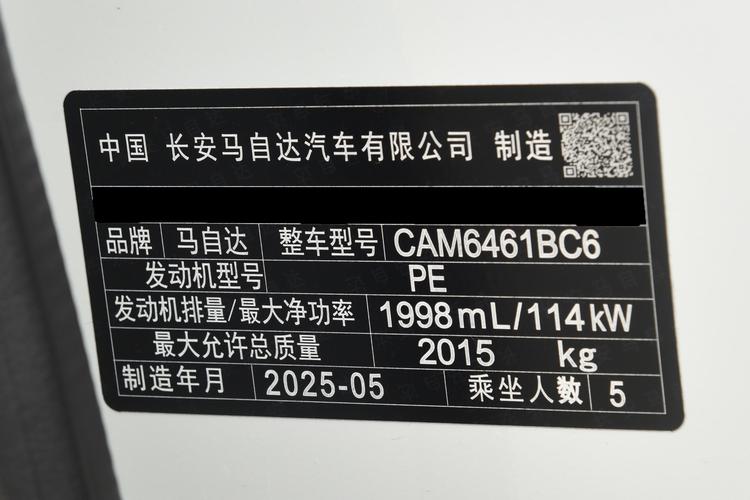 中国 长安马自达汽车有限公司 制造
品牌 马自达 整车型号 CAM6461BC6
发动机型号 PE
发动机排量/最大净功率 1998mL/114kW
最大允许总质量 2015 kg
制造年月 2025-05 乘坐人数 5